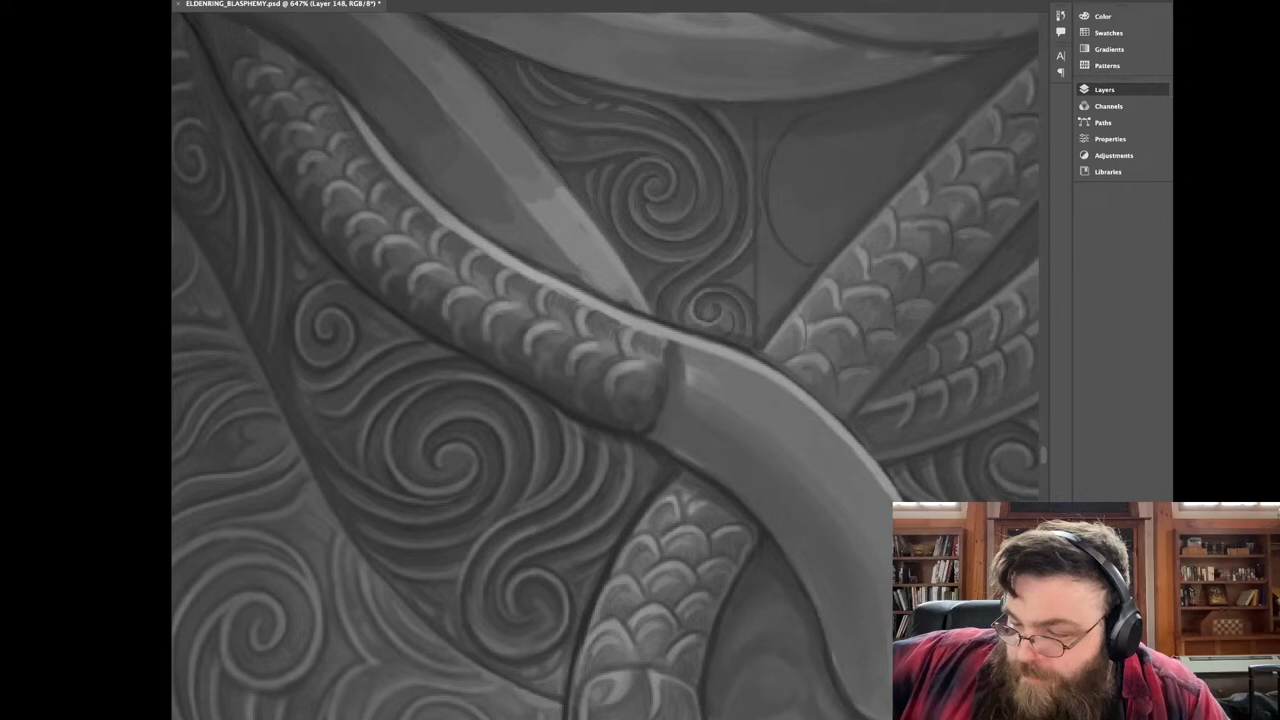 × ELDENRING_BLASPHEMY.psd @ 647% (Layer 148, RGB/8*) *
Color
Swatches
Gradients
Patterns
Layers
Channels
Paths
Properties
Adjustments
Libraries